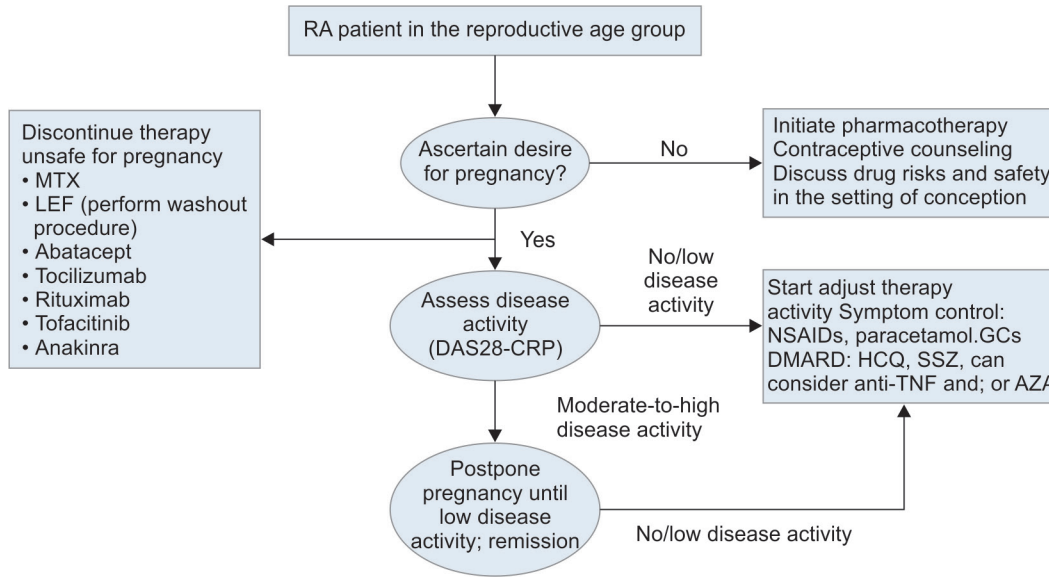 RA patient in the reproductive age group
Discontinue therapy
unsafe for pregnancy
• MTX
• LEF (perform washout
procedure)
• Abatacept
• Tocilizumab
• Rituximab
• Tofacitinib
• Anakinra
Ascertain desire
for pregnancy?
No
Initiate pharmacotherapy
Contraceptive counseling
Discuss drug risks and safety
in the setting of conception
Yes
Assess disease
activity
(DAS28-CRP)
No/low
disease
activity
Start adjust therapy
activity Symptom control:
NSAIDs, paracetamol.GCs
DMARD: HCQ, SSZ, can
consider anti-TNF and; or AZA
Moderate-to-high
disease activity
Postpone
pregnancy until
low disease
activity; remission
No/low disease activity